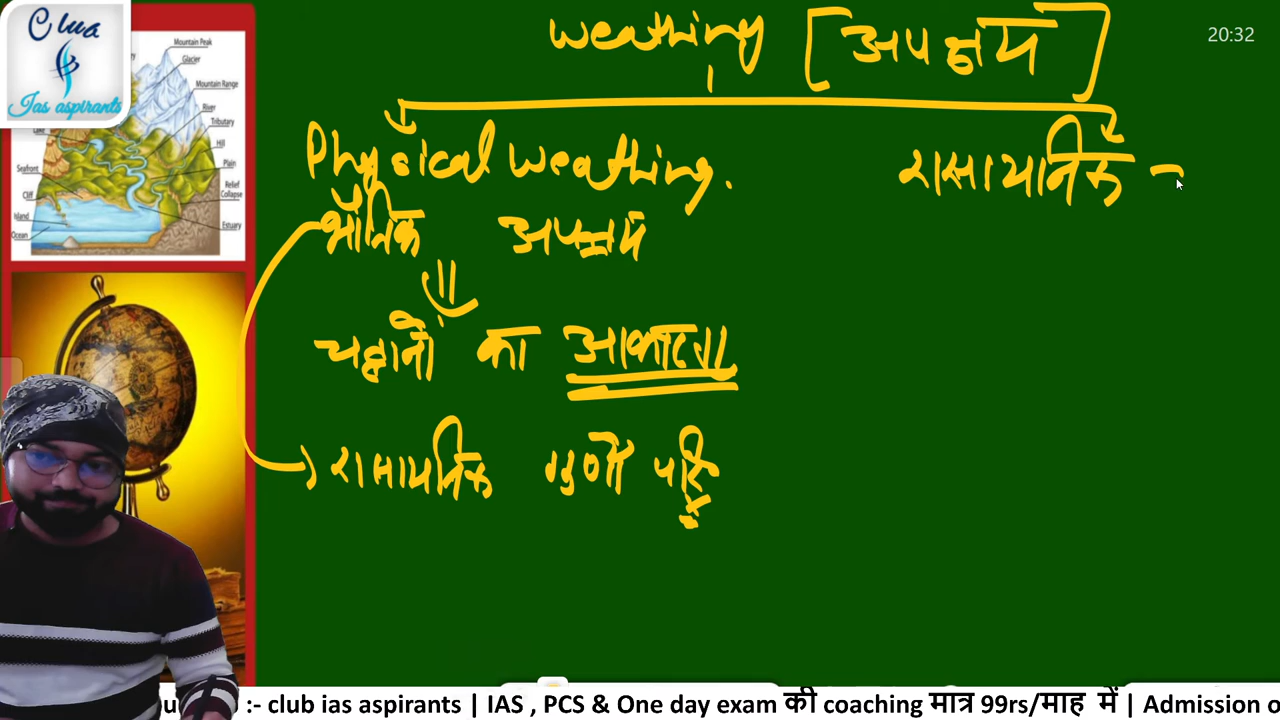 Clua
Ias aspirants
20:32
Mountain Peak
Glacier
Mountain Range
River
Tributary
Hill
Plain
Relief
Collapse
Estuary
Lake
Seafront
Cliff
Island
Ocean
weathing [अपक्षय]
Physical weathing.
रासायनिक -
भौतिक अपक्षय
चट्टानों का
रासायनिक गुणों परि
:- club ias aspirants | IAS , PCS & One day exam की coaching मात्र 99rs/माह में | Admission o